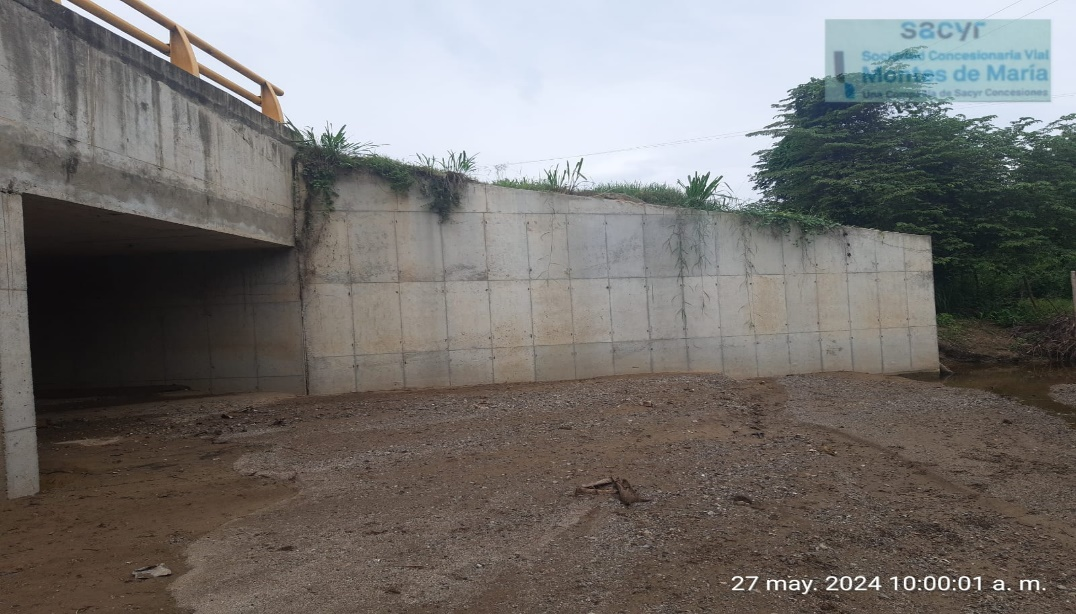 sacyr
Sociedad Concesionaria Vial
Montes de María
Una Compañía de Sacyr Concesiones
27 may. 2024 10:00:01 a. m.